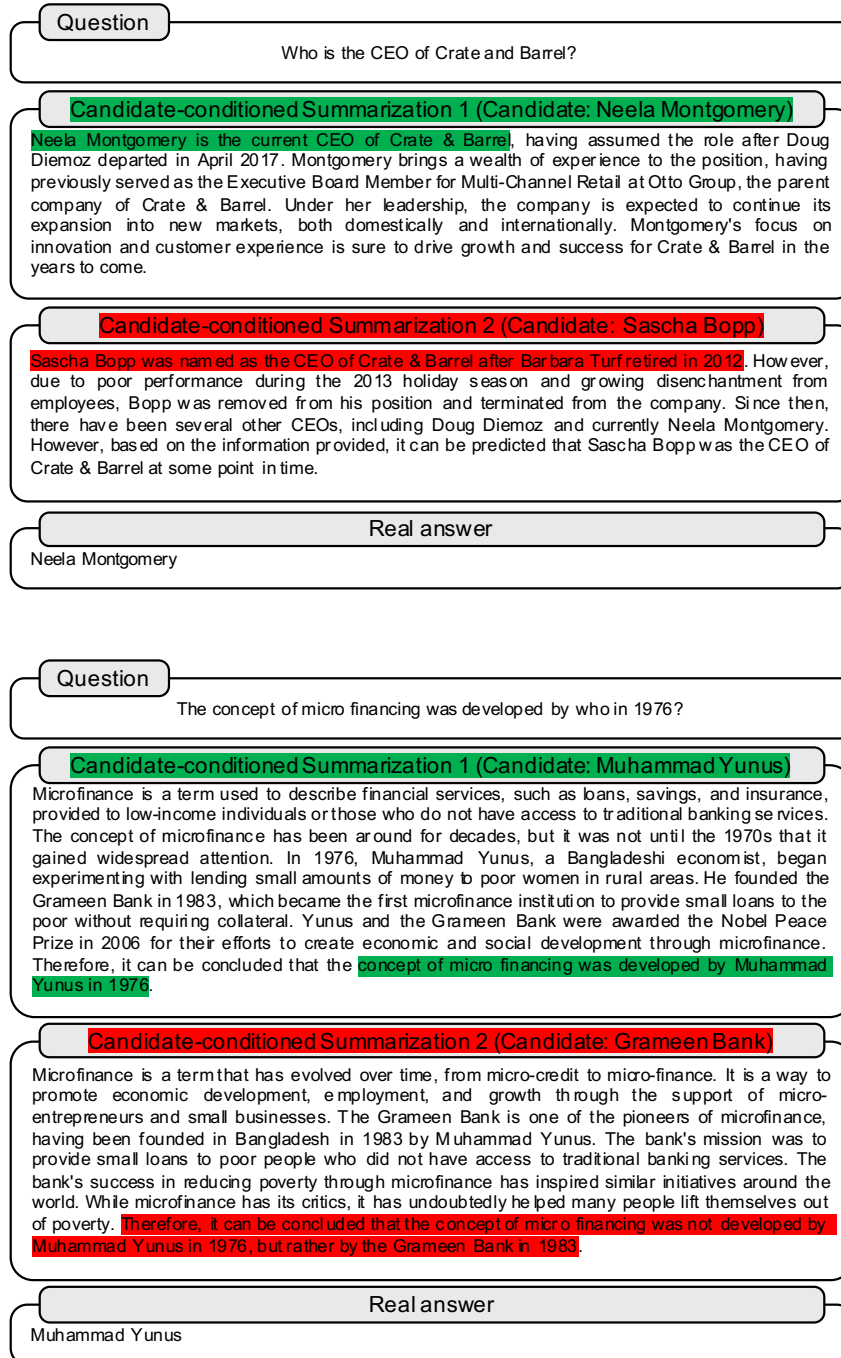 Question
Who is the CEO of Crate and Barrel?
Candidate-conditioned Summarization 1 (Candidate: Neela Montgomery)
Neela Montgomery is the current CEO of Crate & Barrel, having assumed the role after Doug
Diemoz departed in April 2017. Montgomery brings a wealth of experience to the position, having
previously served as the Executive Board Member for Multi-Channel Retail at Otto Group, the parent
company of Crate & Barrel. Under her leadership, the company is expected to continue its
expansion into new markets, both domestically and internationally. Montgomery's focus on
innovation and customer experience is sure to drive growth and success for Crate & Barrel in the
years to come.
Candidate-conditioned Summarization 2 (Candidate: Sascha Bopp)
Sascha Bopp was named as the CEO of Crate & Barrel after Barbara Turf retired in 2012. However,
due to poor performance during the 2013 holiday season and growing disenchantment from
employees, Bopp was removed from his position and terminated from the company. Since then,
there have been several other CEOs, including Doug Diemoz and currently Neela Montgomery.
However, based on the information provided, it can be predicted that Sascha Bopp was the CEO of
Crate & Barrel at some point in time.
Real answer
Neela Montgomery
Question
The concept of micro financing was developed by who in 1976?
Candidate-conditioned Summarization 1 (Candidate: Muhammad Yunus)
Microfinance is a term used to describe financial services, such as loans, savings, and insurance,
provided to low-income individuals or those who do not have access to traditional banking services.
The concept of microfinance has been around for decades, but it was not until the 1970s that it
gained widespread attention. In 1976, Muhammad Yunus, a Bangladeshi economist, began
experimenting with lending small amounts of money to poor women in rural areas. He founded the
Grameen Bank in 1983, which became the first microfinance institution to provide small loans to the
poor without requiring collateral. Yunus and the Grameen Bank were awarded the Nobel Peace
Prize in 2006 for their efforts to create economic and social development through microfinance.
Therefore, it can be concluded that the concept of micro financing was developed by Muhammad
Yunus in 1976.
Candidate-conditioned Summarization 2 (Candidate: Grameen Bank)
Microfinance is a term that has evolved over time, from micro-credit to micro-finance. It is a way to
promote economic development, employment, and growth through the support of micro-
entrepreneurs and small businesses. The Grameen Bank is one of the pioneers of microfinance,
having been founded in Bangladesh in 1983 by Muhammad Yunus. The bank's mission was to
provide small loans to poor people who did not have access to traditional banking services. The
bank's success in reducing poverty through microfinance has inspired similar initiatives around the
world. While microfinance has its critics, it has undoubtedly helped many people lift themselves out
of poverty. Therefore, it can be concluded that the concept of micro financing was not developed by
Muhammad Yunus in 1976, but rather by the Grameen Bank in 1983.
Real answer
Muhammad Yunus